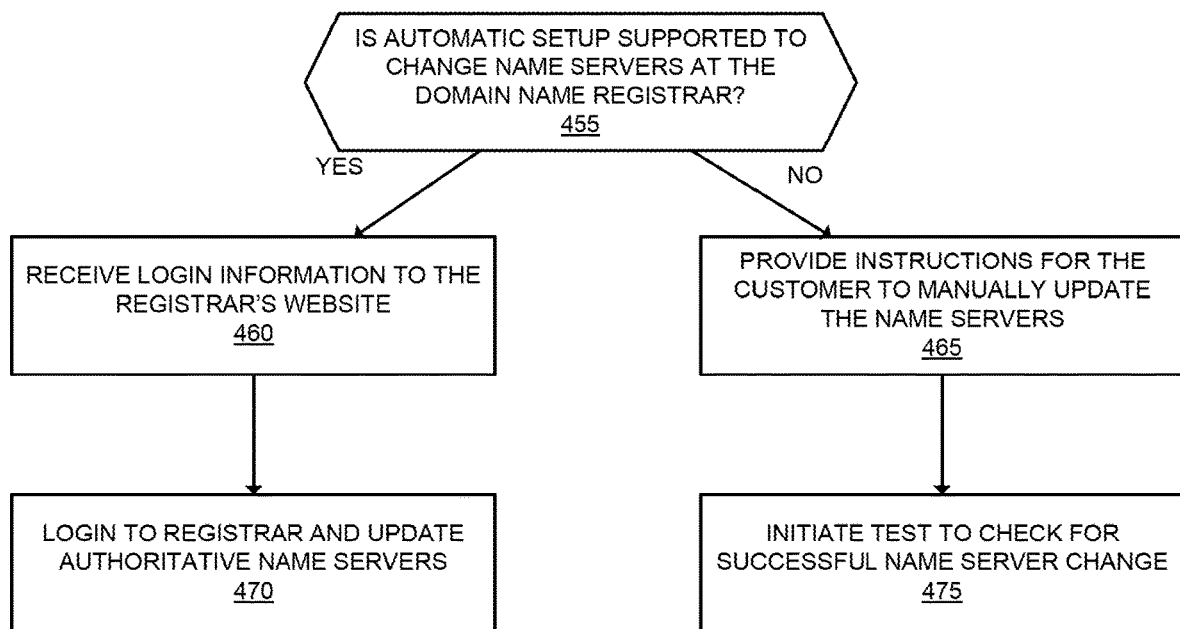 IS AUTOMATIC SETUP SUPPORTED TO
CHANGE NAME SERVERS AT THE
DOMAIN NAME REGISTRAR?
455
YES
NO
RECEIVE LOGIN INFORMATION TO THE
REGISTRAR'S WEBSITE
460
PROVIDE INSTRUCTIONS FOR THE
CUSTOMER TO MANUALLY UPDATE
THE NAME SERVERS
465
LOGIN TO REGISTRAR AND UPDATE
AUTHORITATIVE NAME SERVERS
470
INITIATE TEST TO CHECK FOR
SUCCESSFUL NAME SERVER CHANGE
475